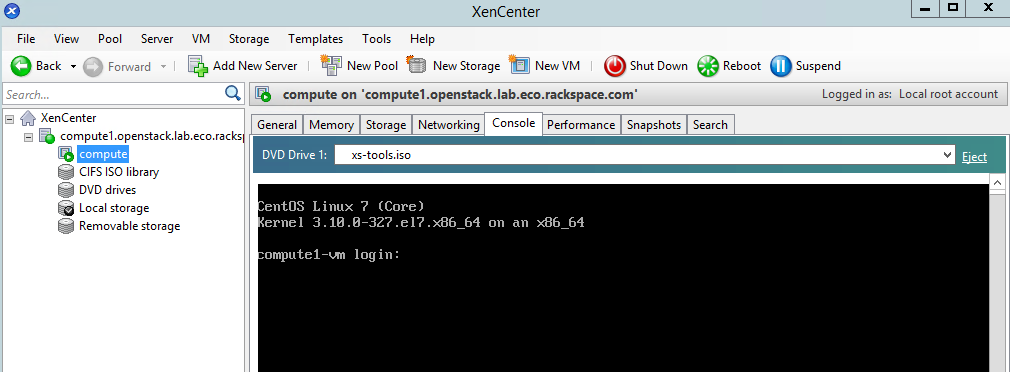 XenCenter
File View Pool Server VM Storage Templates Tools Help
Back Forward Add New Server New Pool New Storage New VM Shut Down Reboot Suspend
Search...
compute on 'compute1.openstack.lab.eco.rackspace.com' Logged in as: Local root account
XenCenter
compute1.openstack.lab.eco.racksp
compute
CIFS ISO library
DVD drives
Local storage
Removable storage
General Memory Storage Networking Console Performance Snapshots Search
DVD Drive 1: xs-tools.iso Eject
CentOS Linux 7 (Core)
Kernel 3.10.0-327.el7.x86_64 on an x86_64
compute1-vm login: